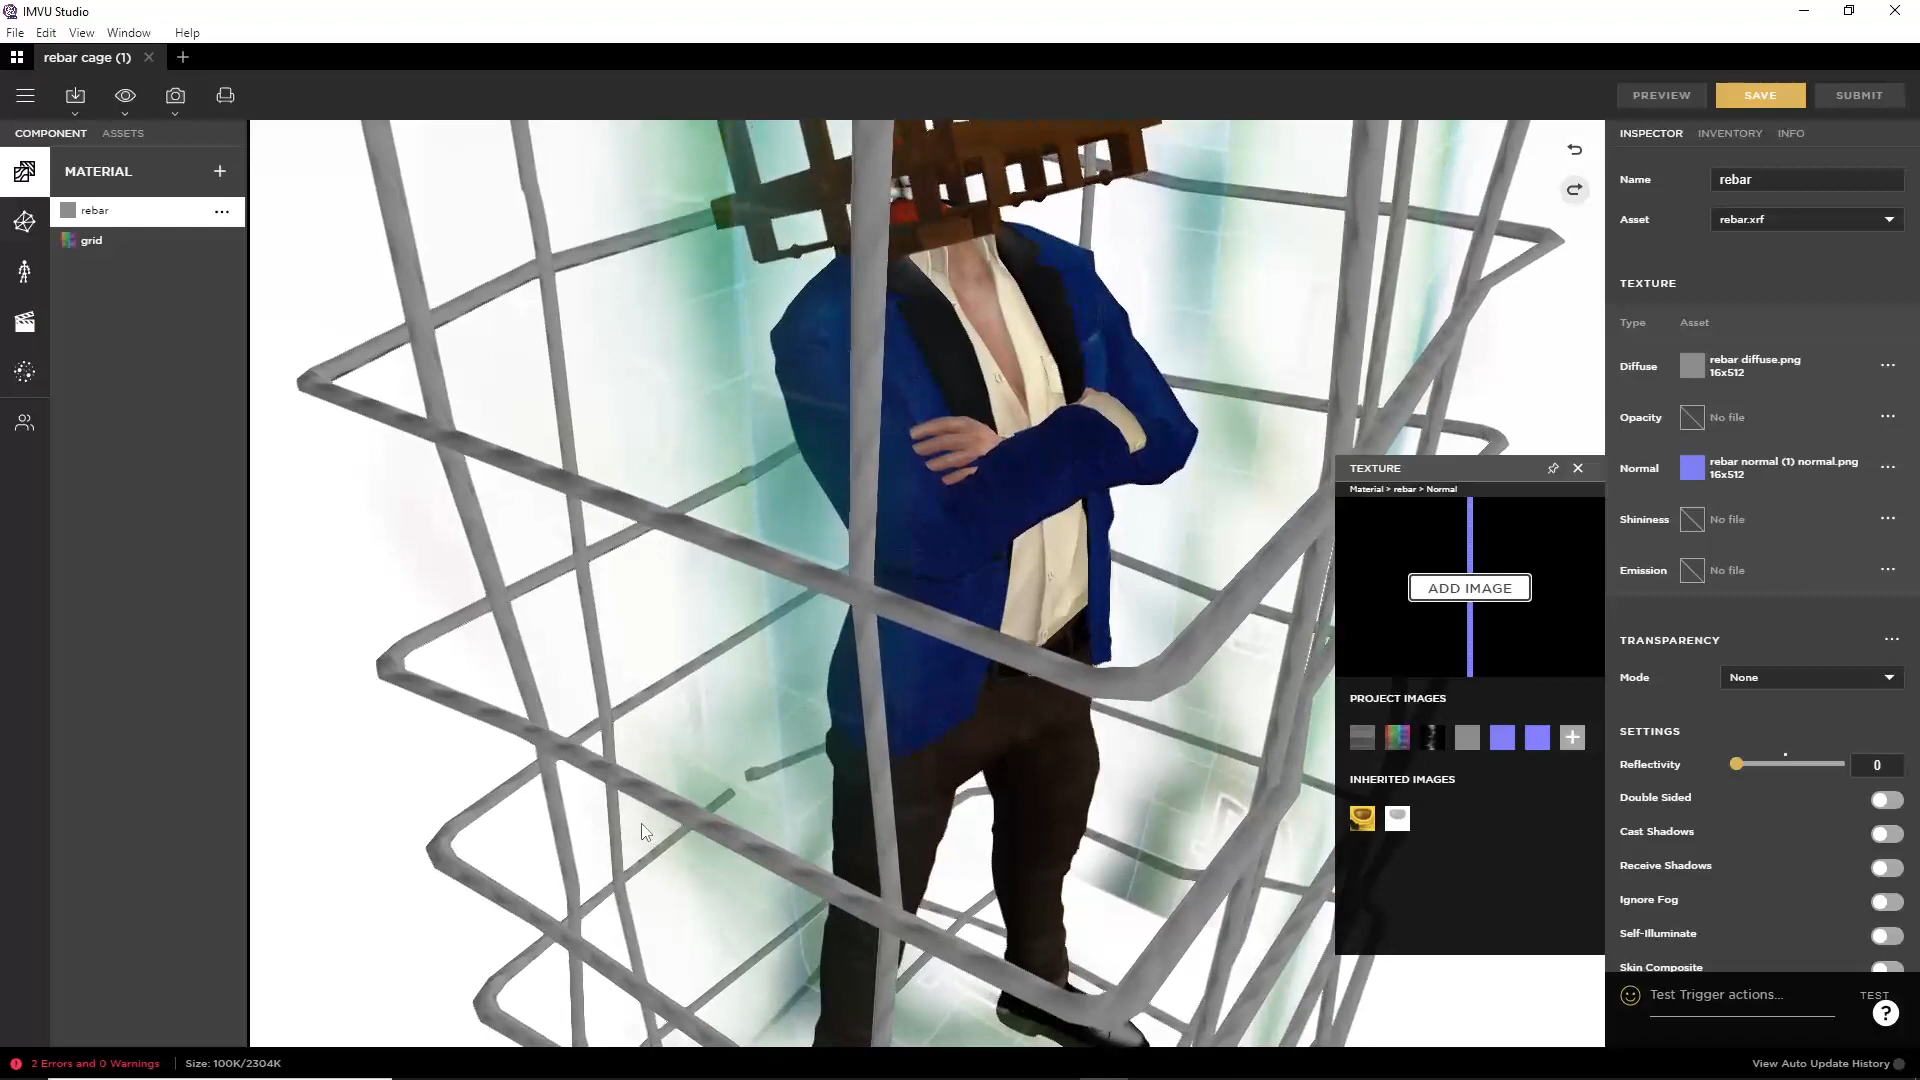 IMVU Studio
File Edit View Window Help
rebar cage (1)
PREVIEW SAVE SUBMIT
COMPONENT ASSETS
INSPECTOR INVENTORY INFO
MATERIAL
rebar
grid
Name rebar
Asset rebar.xrf
TEXTURE
Type Asset
Diffuse rebar diffuse.png
16x512
Opacity No file
Normal rebar normal (1) normal.png
16x512
Shininess No file
Emission No file
TRANSPARENCY
Mode None
SETTINGS
Reflectivity 0
Double Sided
Cast Shadows
Receive Shadows
Ignore Fog
Self-Illuminate
Skin Composite
Test Trigger actions... TEST
?
TEXTURE
Material > rebar > Normal
ADD IMAGE
PROJECT IMAGES
INHERITED IMAGES
2 Errors and 0 Warnings
Size: 100K/2304K
View Auto Update History